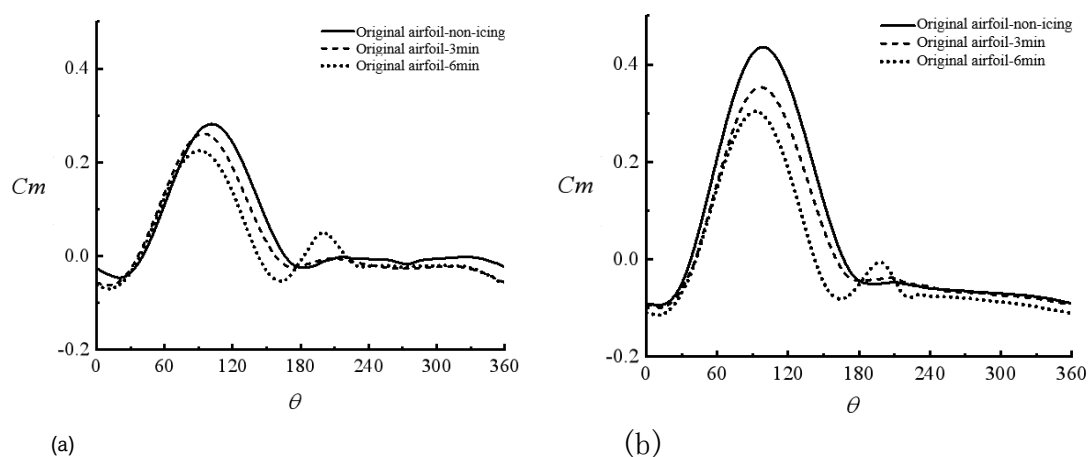 Original airfoil-non-icing
Original airfoil-3min
Original airfoil-6min
0.4
0.2
Cm
0.0
-0.2
0 60 120 180 240 300 360
θ
(a)
Original airfoil-non-icing
Original airfoil-3min
Original airfoil-6min
0.4
0.2
Cm
0.0
-0.2
0 60 120 180 240 300 360
θ
(b)